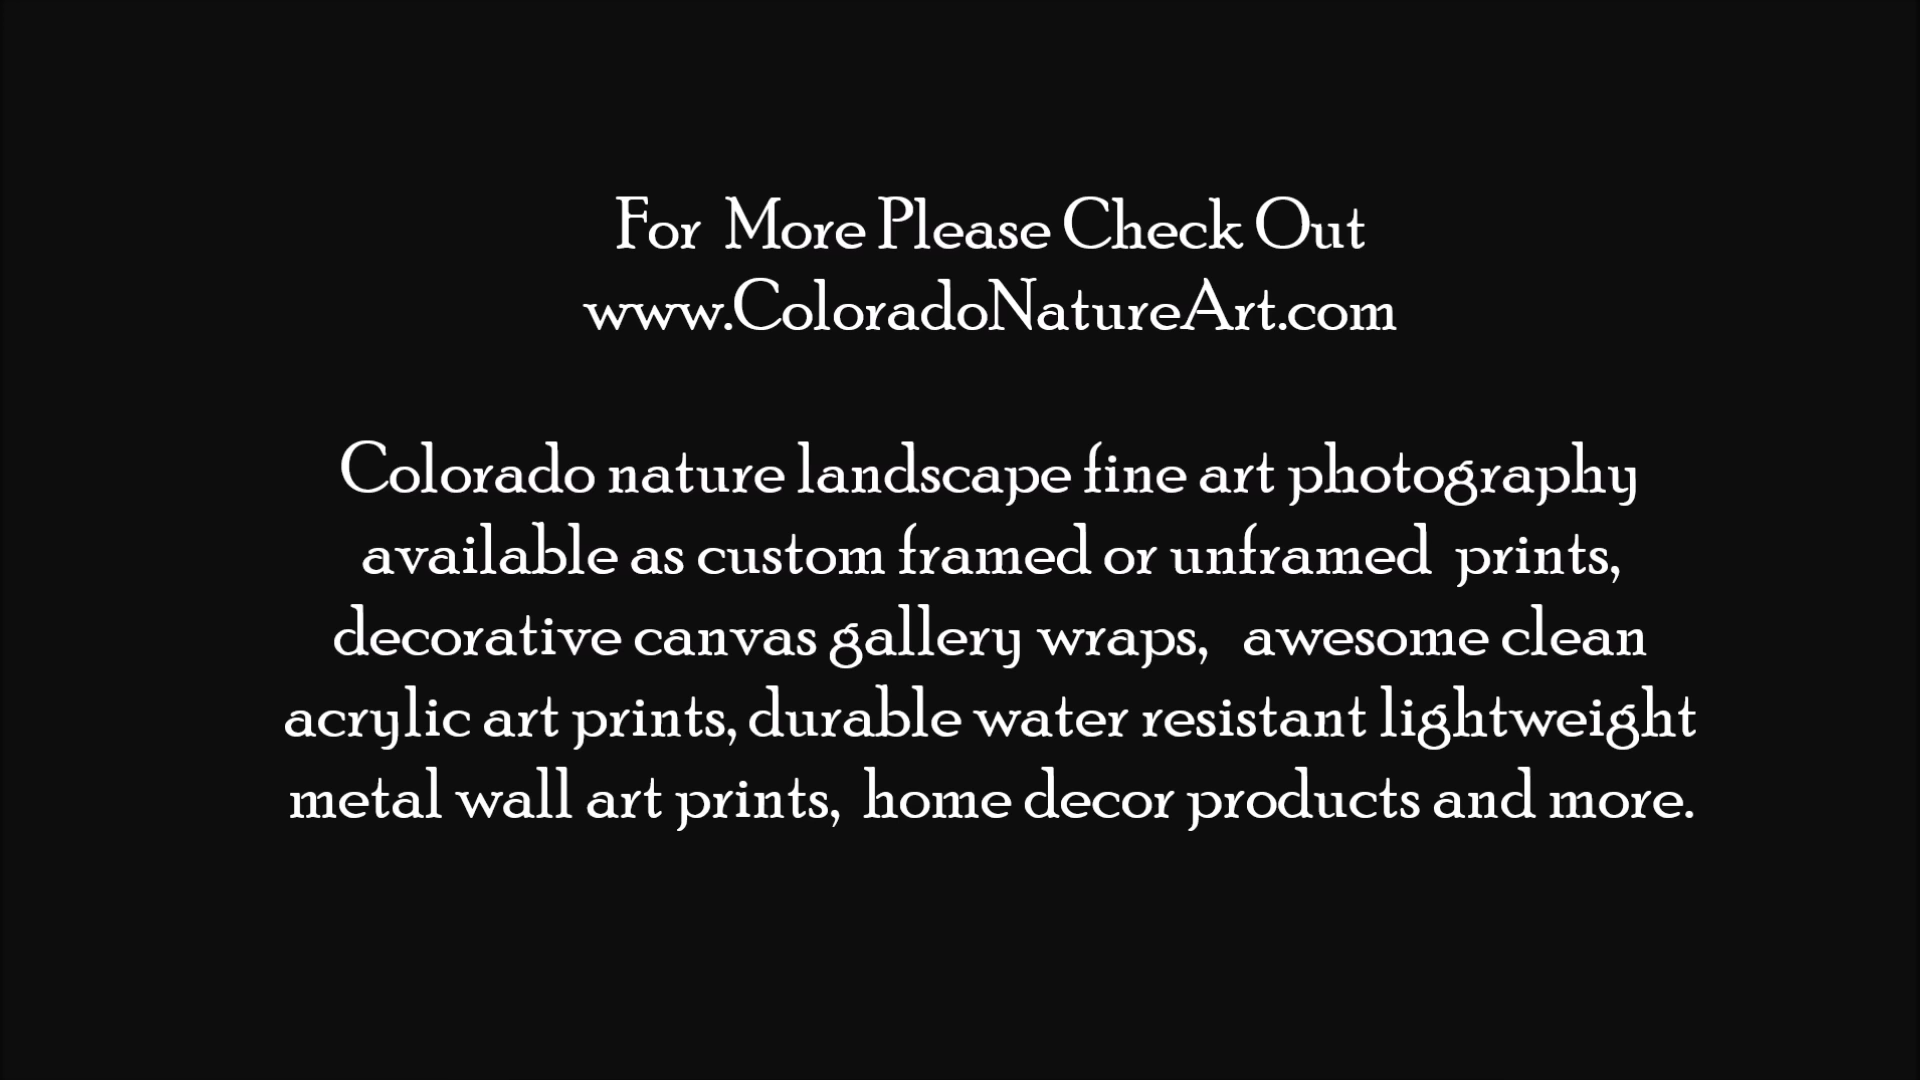 For More Please Check Out
www.ColoradoNatureArt.com
Colorado nature landscape fine art photography
available as custom framed or unframed prints,
decorative canvas gallery wraps, awesome clean
acrylic art prints, durable water resistant lightweight
metal wall art prints, home decor products and more.